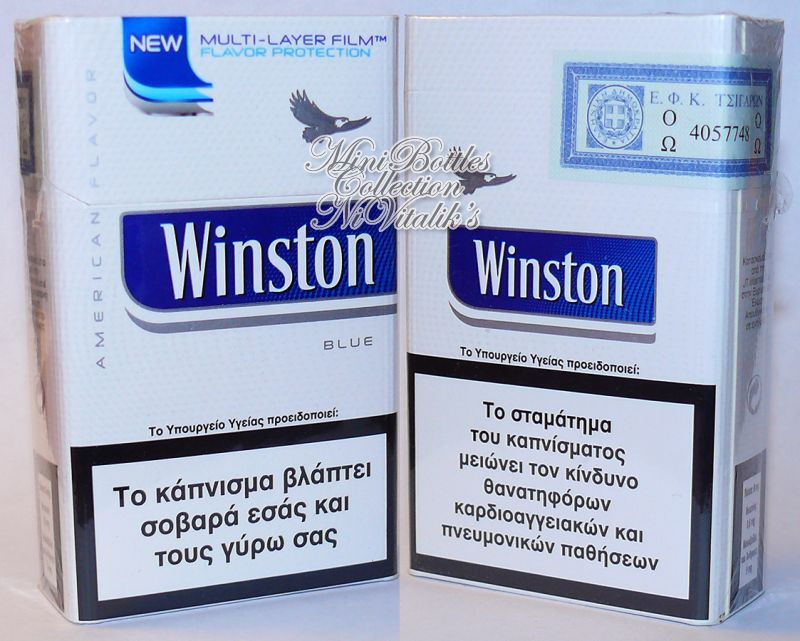 NEW MULTI-LAYER FILM™
FLAVOR PROTECTION
AMERICAN FLAVOR
Winston
BLUE
Το Υπουργείο Υγείας προειδοποιεί:
Το κάπνισμα βλάπτει
σοβαρά εσάς και
τους γύρω σας
Mini Bottles
Collection
NiVitalik's
Ε.Φ.Κ. ΤΣΙΓΑΡΩΝ
Ο 4057748 Ο
Ω Ω
Winston
Το Υπουργείο Υγείας προειδοποιεί:
Το σταμάτημα
του καπνίσματος
μειώνει τον κίνδυνο
θανατηφόρων
καρδιοαγγειακών και
πνευμονικών παθήσεων